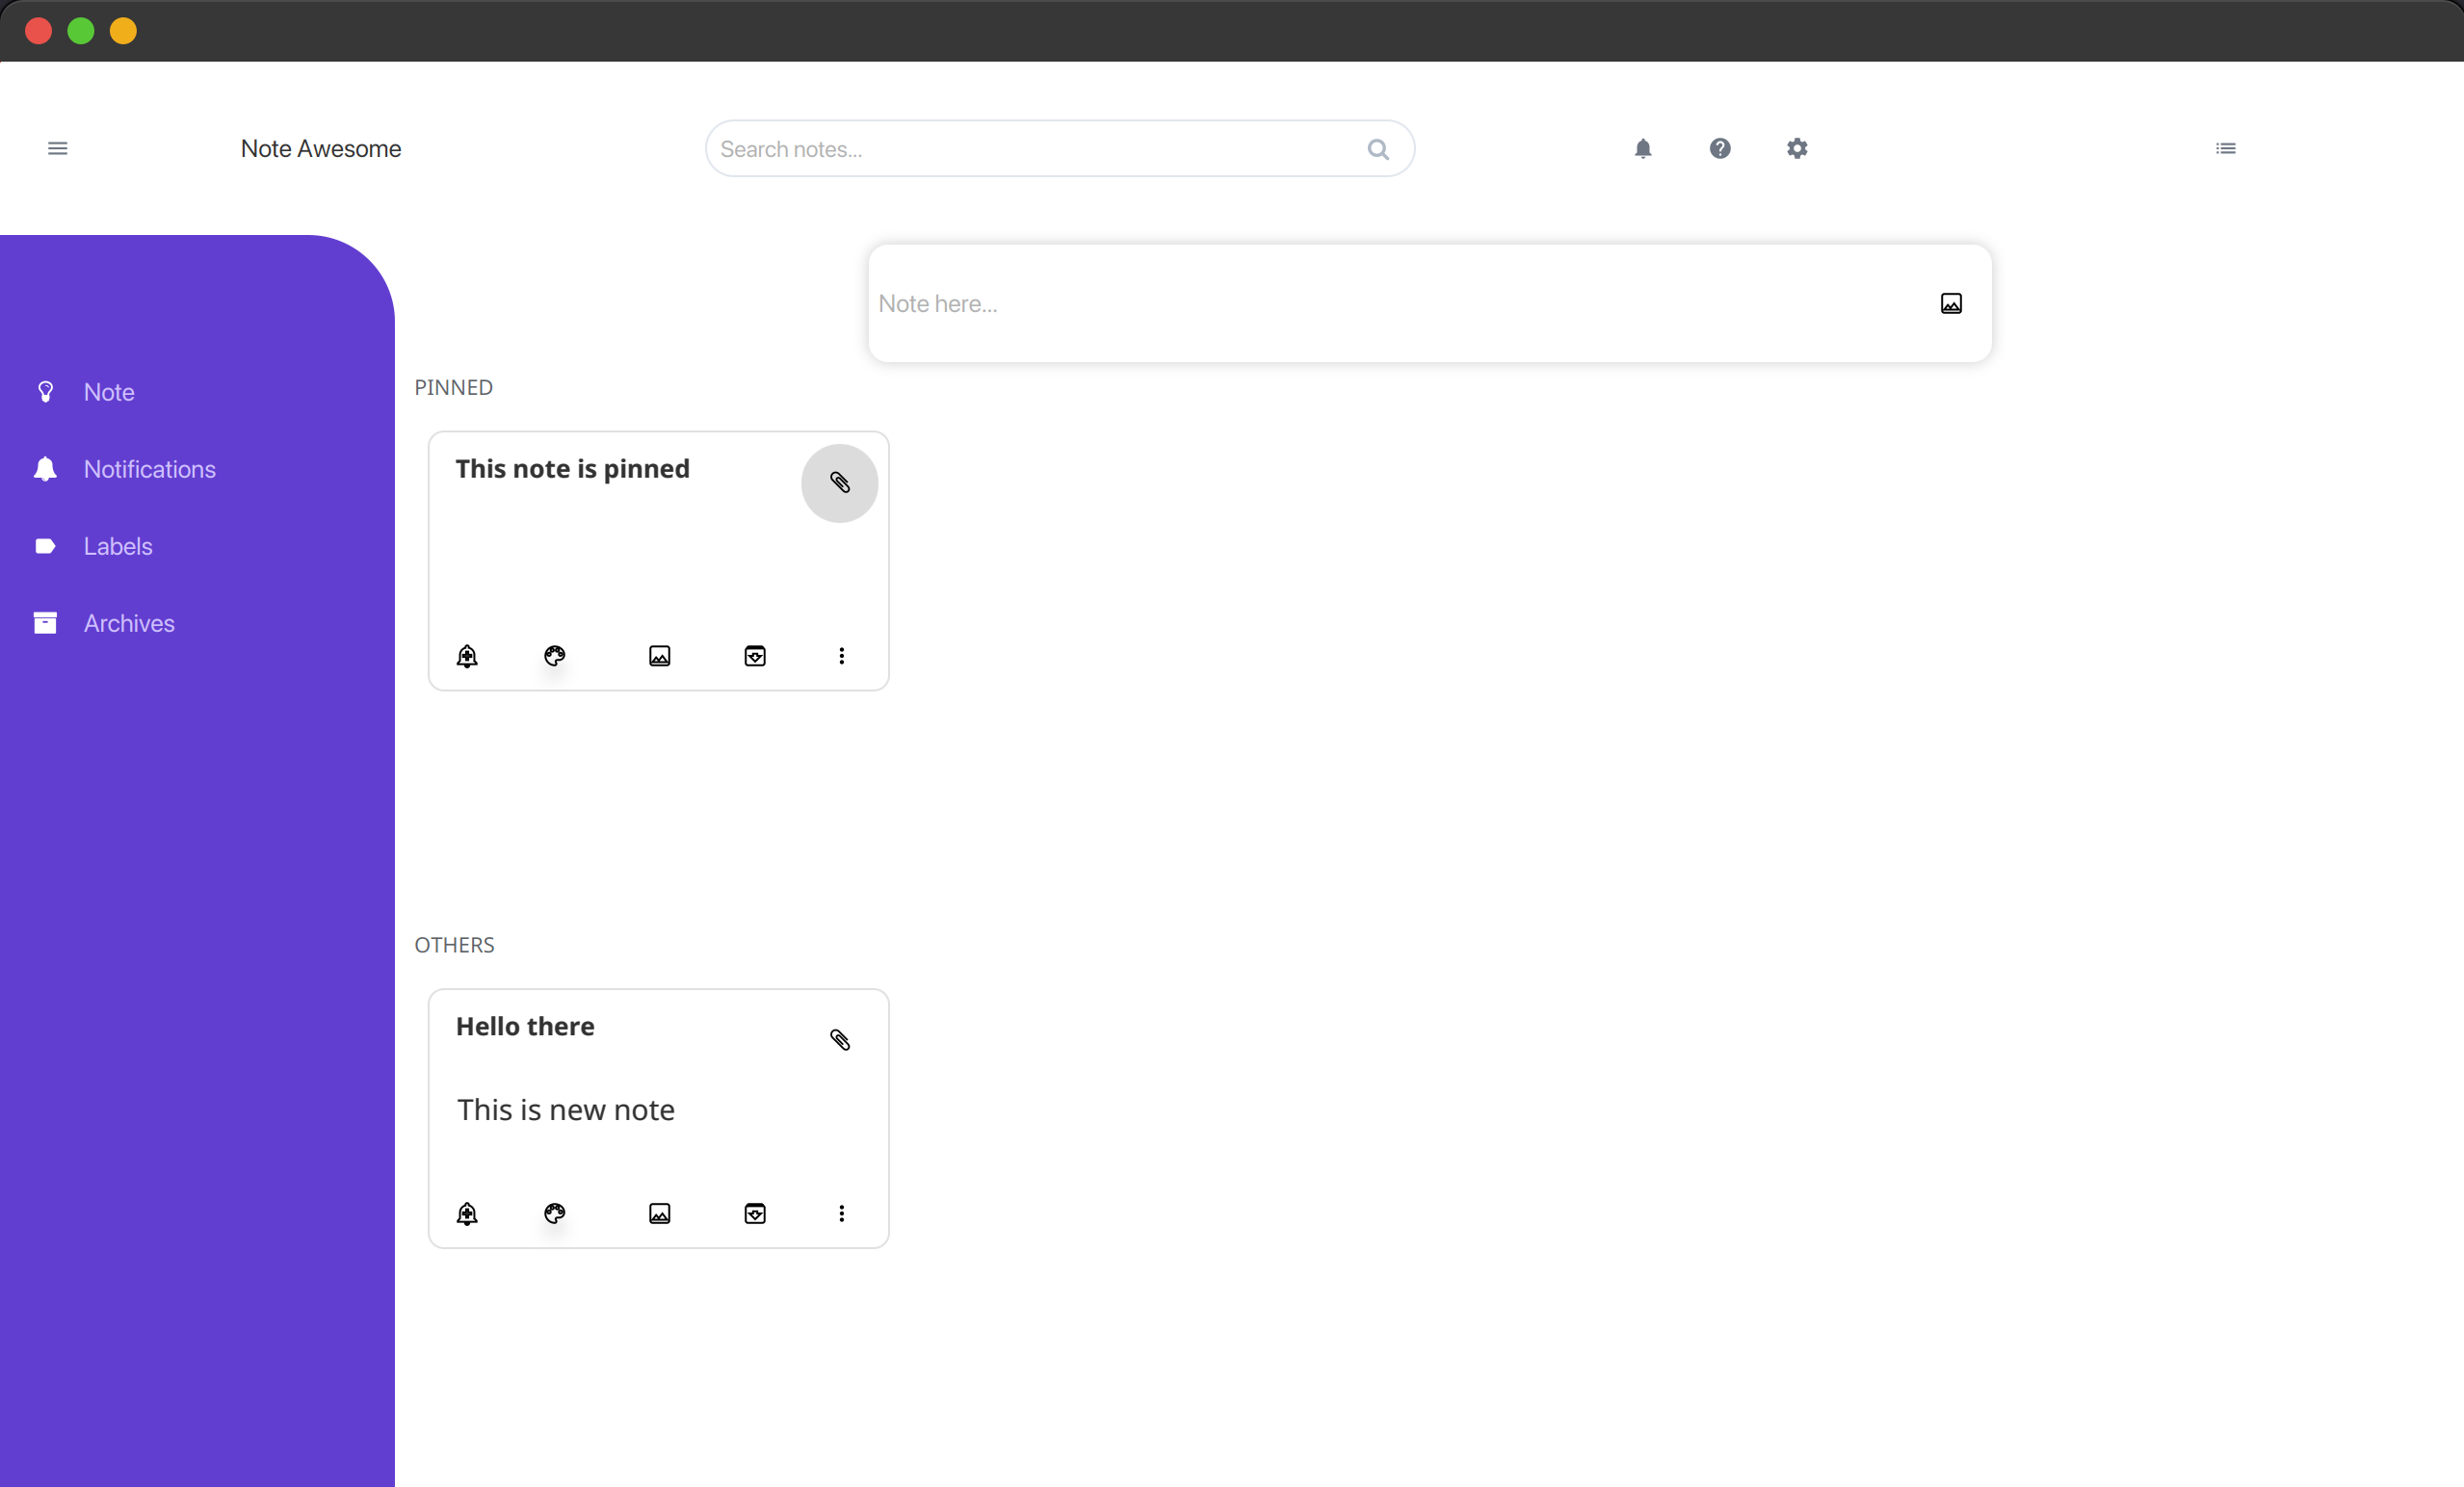 Note Awesome
Search notes...
Note here...
Note
Notifications
Labels
Archives
PINNED
This note is pinned
OTHERS
Hello there
This is new note